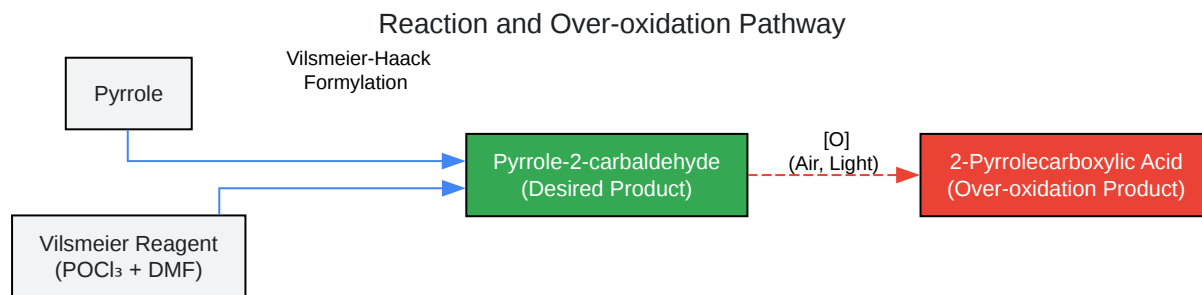 Reaction and Over-oxidation Pathway
Vilsmeier-Haack
Formylation
Pyrrole
Pyrrole-2-carbaldehyde
(Desired Product)
[O]
(Air, Light)
2-Pyrrolecarboxylic Acid
(Over-oxidation Product)
Vilsmeier Reagent
(POCl₃ + DMF)